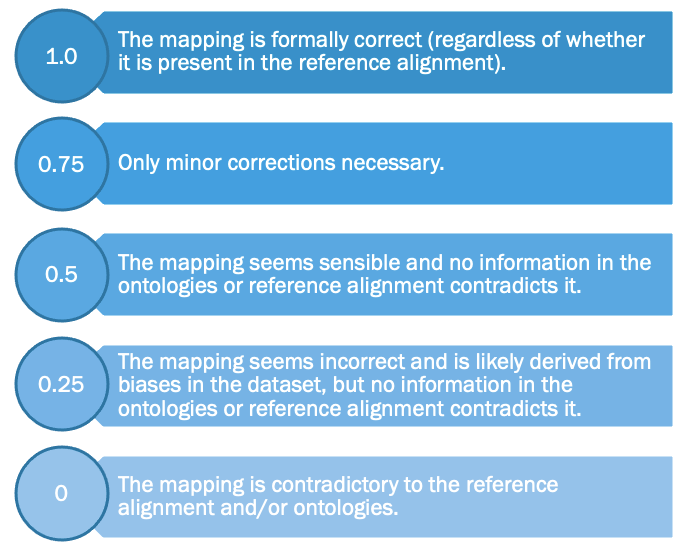 1.0
The mapping is formally correct (regardless of whether
it is present in the reference alignment).
0.75
Only minor corrections necessary.
0.5
The mapping seems sensible and no information in the
ontologies or reference alignment contradicts it.
0.25
The mapping seems incorrect and is likely derived from
biases in the dataset, but no information in the
ontologies or reference alignment contradicts it.
0
The mapping is contradictory to the reference
alignment and/or ontologies.